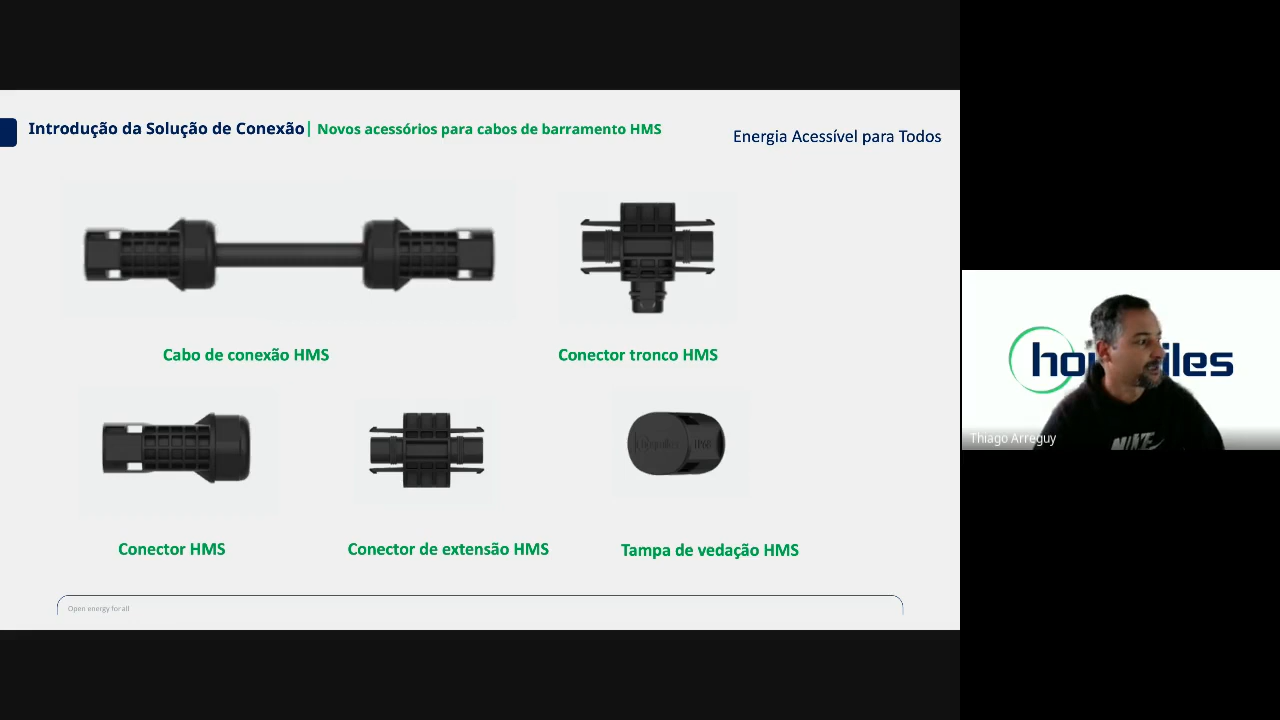 Introdução da Solução de Conexão| Novos acessórios para cabos de barramento HMS
Energia Acessível para Todos
Cabo de conexão HMS
Conector tronco HMS
Conector HMS
Conector de extensão HMS
Tampa de vedação HMS
Open energy for all
Thiago Arreguy
NIKE